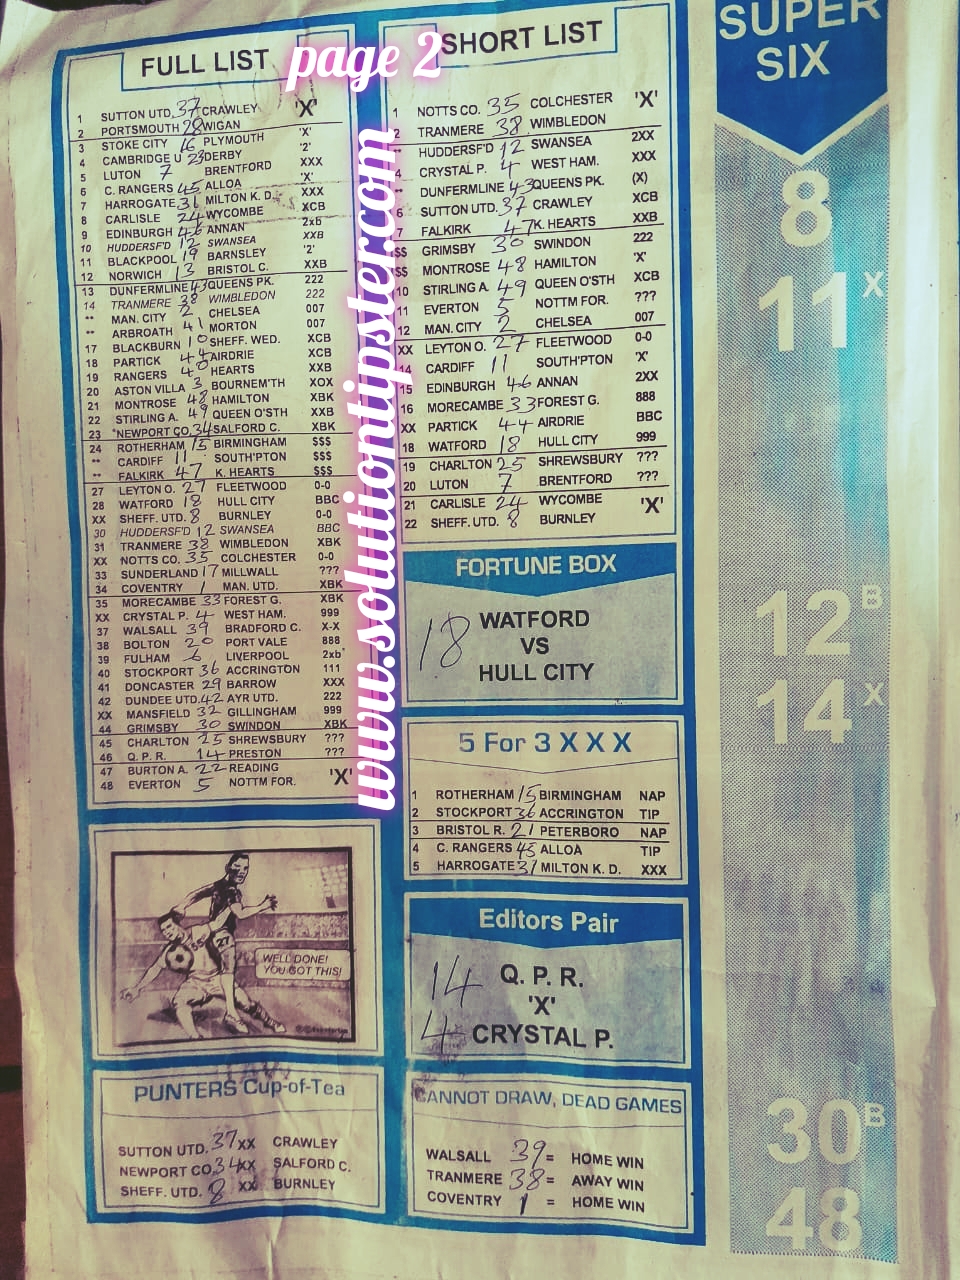 page 2
www.solutiontipster.com
FULL LIST
1 SUTTON UTD. 37 CRAWLEY 'X'
2 PORTSMOUTH 28 WIGAN
3 STOKE CITY 16 PLYMOUTH 'X'
4 CAMBRIDGE U 23 DERBY '2'
5 LUTON 7 BRENTFORD XXX
6 C. RANGERS 45 ALLOA 'X'
7 HARROGATE 31 MILTON K. D. XXX
8 CARLISLE 24 WYCOMBE XCB
9 EDINBURGH 46 ANNAN 2xb
10 HUDDERSF'D 12 SWANSEA XXB
11 BLACKPOOL 19 BARNSLEY '2'
12 NORWICH 13 BRISTOL C. XXB
13 DUNFERMLINE 43 QUEENS PK. 222
14 TRANMERE 38 WIMBLEDON 222
** MAN. CITY 2 CHELSEA 007
** ARBROATH 41 MORTON 007
17 BLACKBURN 10 SHEFF. WED. XCB
18 PARTICK 44 AIRDRIE XCB
19 RANGERS 40 HEARTS XXB
20 ASTON VILLA 3 BOURNEM'TH XOX
21 MONTROSE 48 HAMILTON XBK
22 STIRLING A. 49 QUEEN O'STH XXB
23 *NEWPORT CO. 34 SALFORD C. XBK
24 ROTHERHAM 15 BIRMINGHAM $$$
** CARDIFF 11 SOUTH'PTON $$$
** FALKIRK 47 K. HEARTS $$$
27 LEYTON O. 27 FLEETWOOD 0-0
28 WATFORD 18 HULL CITY BBC
XX SHEFF. UTD. 8 BURNLEY 0-0
30 HUDDERSF'D 12 SWANSEA BBC
31 TRANMERE 38 WIMBLEDON XBK
XX NOTTS CO. 35 COLCHESTER 0-0
33 SUNDERLAND 17 MILLWALL ???
34 COVENTRY 1 MAN. UTD. XBK
35 MORECAMBE 33 FOREST G. XBK
XX CRYSTAL P. 4 WEST HAM. 999
37 WALSALL 39 BRADFORD C. X-X
38 BOLTON 20 PORT VALE 888
39 FULHAM 6 LIVERPOOL 2xb*
40 STOCKPORT 36 ACCRINGTON 111
41 DONCASTER 29 BARROW XXX
42 DUNDEE UTD. 42 AYR UTD. 222
XX MANSFIELD 32 GILLINGHAM 999
44 GRIMSBY 30 SWINDON XBK
45 CHARLTON 25 SHREWSBURY ???
46 Q. P. R. 14 PRESTON ???
47 BURTON A. 22 READING 'X'
48 EVERTON 5 NOTTM FOR.
27
WELL DONE!
YOU GOT THIS!
PUNTERS Cup-of-Tea
SUTTON UTD. 37 XX CRAWLEY
NEWPORT CO 34 XX SALFORD C.
SHEFF. UTD. 8 XX BURNLEY
SHORT LIST
1 NOTTS CO. 35 COLCHESTER 'X'
2 TRANMERE 38 WIMBLEDON
** HUDDERSF'D 12 SWANSEA 2XX
4 CRYSTAL P. 4 WEST HAM. XXX
** DUNFERMLINE 43 QUEENS PK. (X)
6 SUTTON UTD. 37 CRAWLEY XCB
7 FALKIRK 47 K. HEARTS XXB
$$ GRIMSBY 30 SWINDON 222
$$ MONTROSE 48 HAMILTON 'X'
10 STIRLING A. 49 QUEEN O'STH XCB
11 EVERTON 5 NOTTM FOR. ???
12 MAN. CITY 2 CHELSEA 007
XX LEYTON O. 27 FLEETWOOD 0-0
14 CARDIFF 11 SOUTH'PTON 'X'
15 EDINBURGH 46 ANNAN 2XX
16 MORECAMBE 33 FOREST G. 888
XX PARTICK 44 AIRDRIE BBC
18 WATFORD 18 HULL CITY 999
19 CHARLTON 25 SHREWSBURY ???
20 LUTON 7 BRENTFORD ???
21 CARLISLE 24 WYCOMBE 'X'
22 SHEFF. UTD. 8 BURNLEY
FORTUNE BOX
18 WATFORD
VS
HULL CITY
5 For 3 X X X
1 ROTHERHAM 15 BIRMINGHAM NAP
2 STOCKPORT 36 ACCRINGTON TIP
3 BRISTOL R. 21 PETERBORO NAP
4 C. RANGERS 45 ALLOA TIP
5 HARROGATE 31 MILTON K. D. XXX
Editors Pair
14 Q. P. R.
'X'
4 CRYSTAL P.
CANNOT DRAW, DEAD GAMES
WALSALL 39 = HOME WIN
TRANMERE 38 = AWAY WIN
COVENTRY 1 = HOME WIN
SUPER
SIX
8
11 X
12 B
14 X
30 B
48